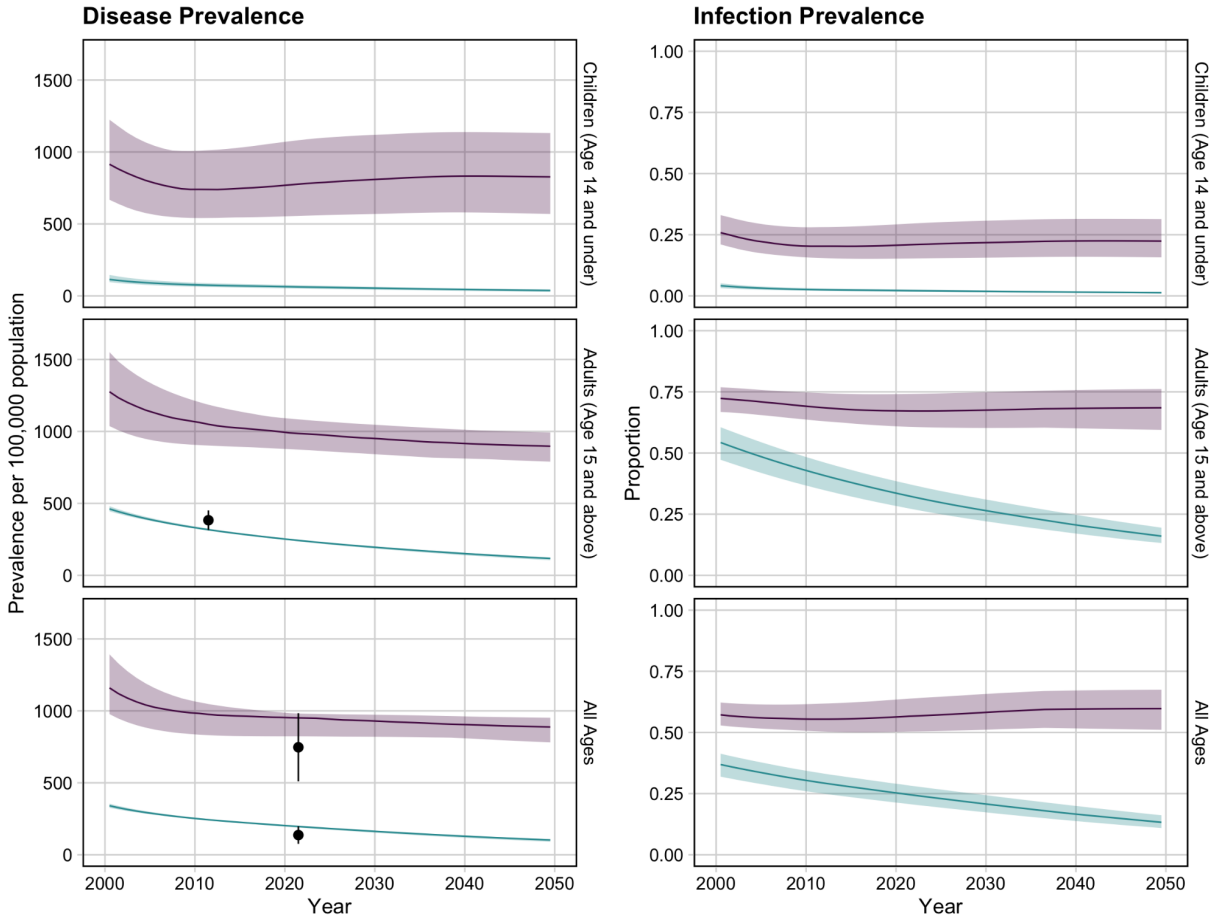 Disease Prevalence
Infection Prevalence
Prevalence per 100,000 population
1500
1000
500
0
Children (Age 14 and under)
1500
1000
500
0
Adults (Age 15 and above)
1500
1000
500
0
All Ages
2000 2010 2020 2030 2040 2050
Year
Proportion
1.00
0.75
0.50
0.25
0.00
Children (Age 14 and under)
1.00
0.75
0.50
0.25
0.00
Adults (Age 15 and above)
1.00
0.75
0.50
0.25
0.00
All Ages
2000 2010 2020 2030 2040 2050
Year